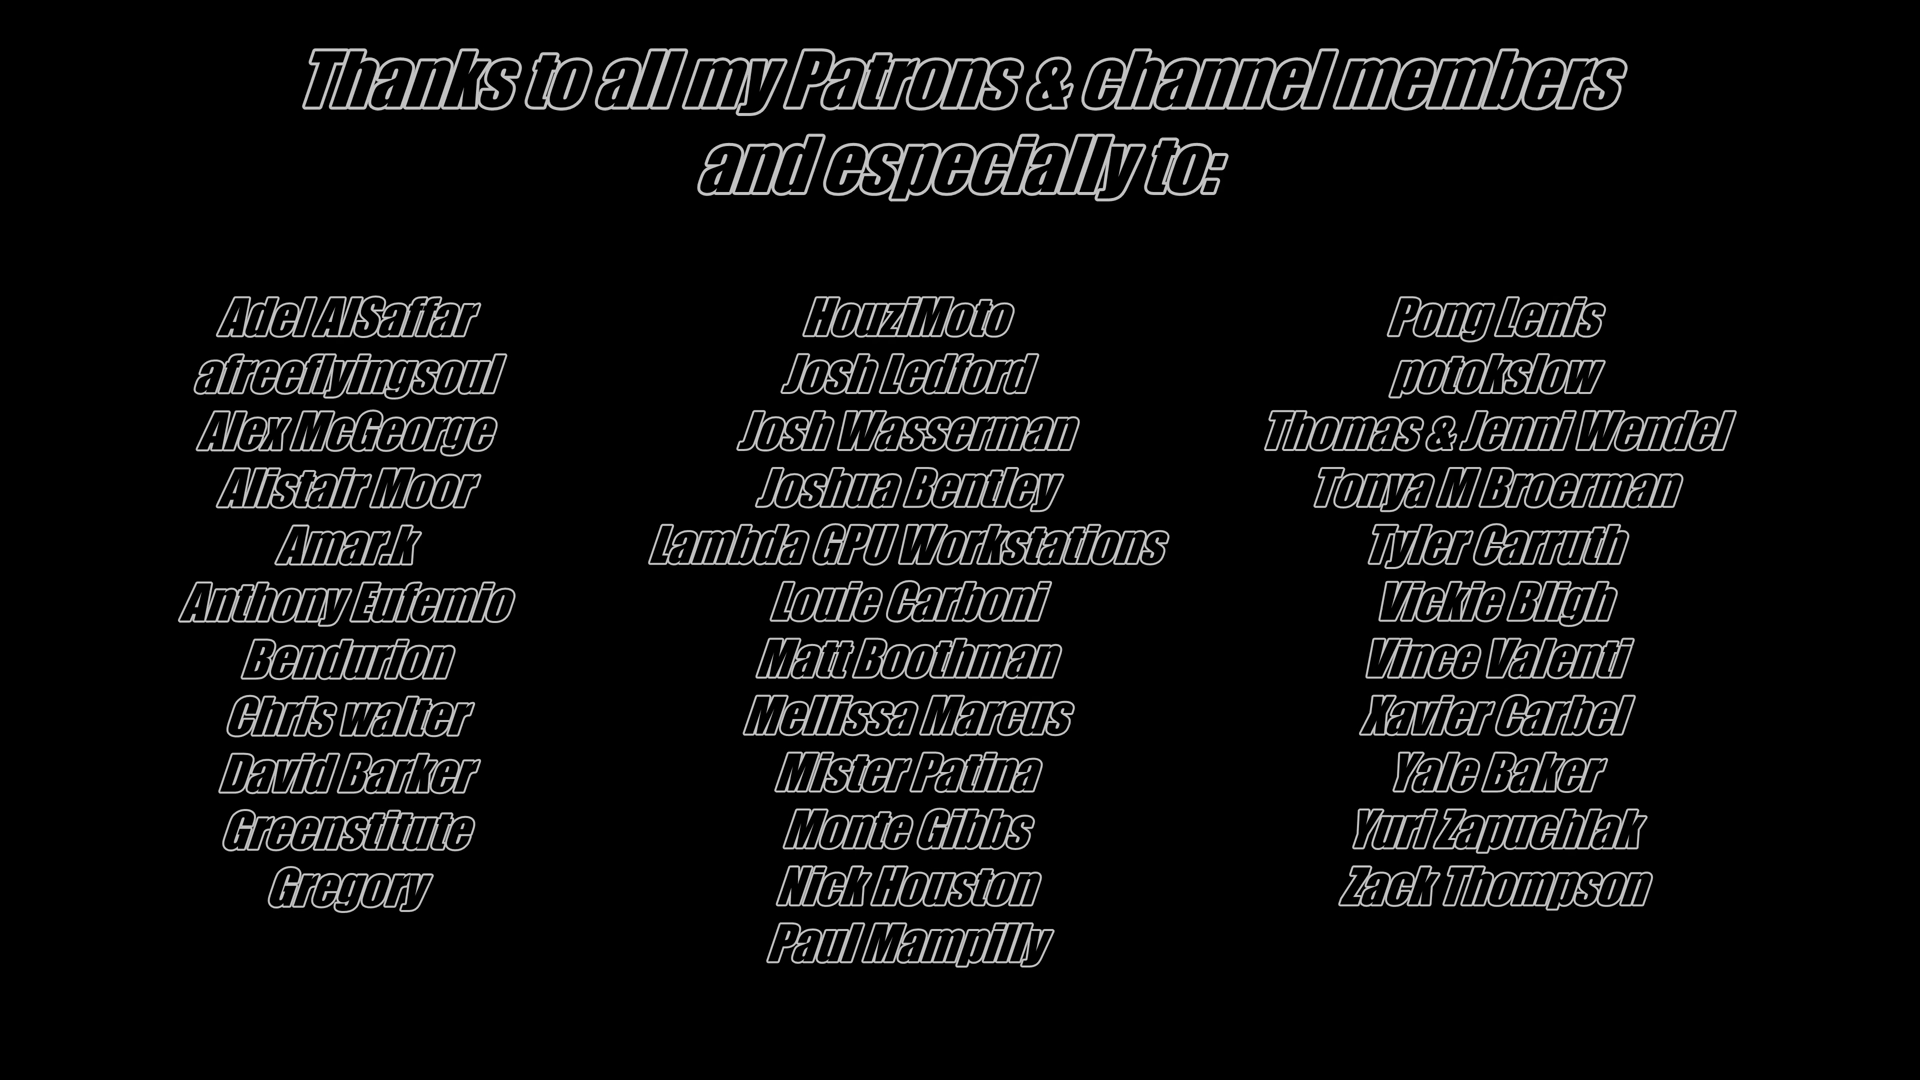 Thanks to all my Patrons & channel members
and especially to:
Adel AlSaffar
afreeflyingsoul
Alex McGeorge
Alistair Moor
Amar.k
Anthony Eufemio
Bendurion
Chris walter
David Barker
Greenstitute
Gregory
HouziMoto
Josh Ledford
Josh Wasserman
Joshua Bentley
Lambda GPU Workstations
Louie Carboni
Matt Boothman
Mellissa Marcus
Mister Patina
Monte Gibbs
Nick Houston
Paul Mampilly
Pong Lenis
potokslow
Thomas & Jenni Wendel
Tonya M Broerman
Tyler Carruth
Vickie Bligh
Vince Valenti
Xavier Carbel
Yale Baker
Yuri Zapuchlak
Zack Thompson